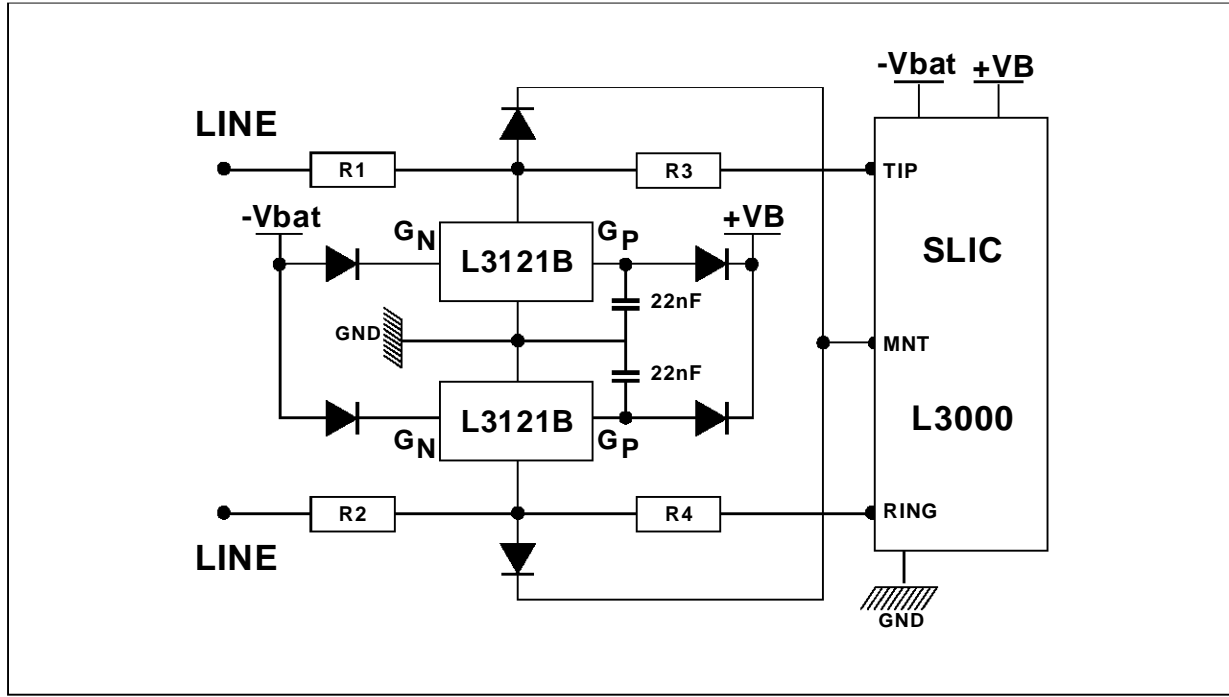 -Vbat +VB
LINE
R1
R3
TIP
-Vbat
+VB
GN
GP
L3121B
SLIC
22nF
GND
MNT
22nF
L3121B
GN
GP
L3000
R2
R4
RING
LINE
GND